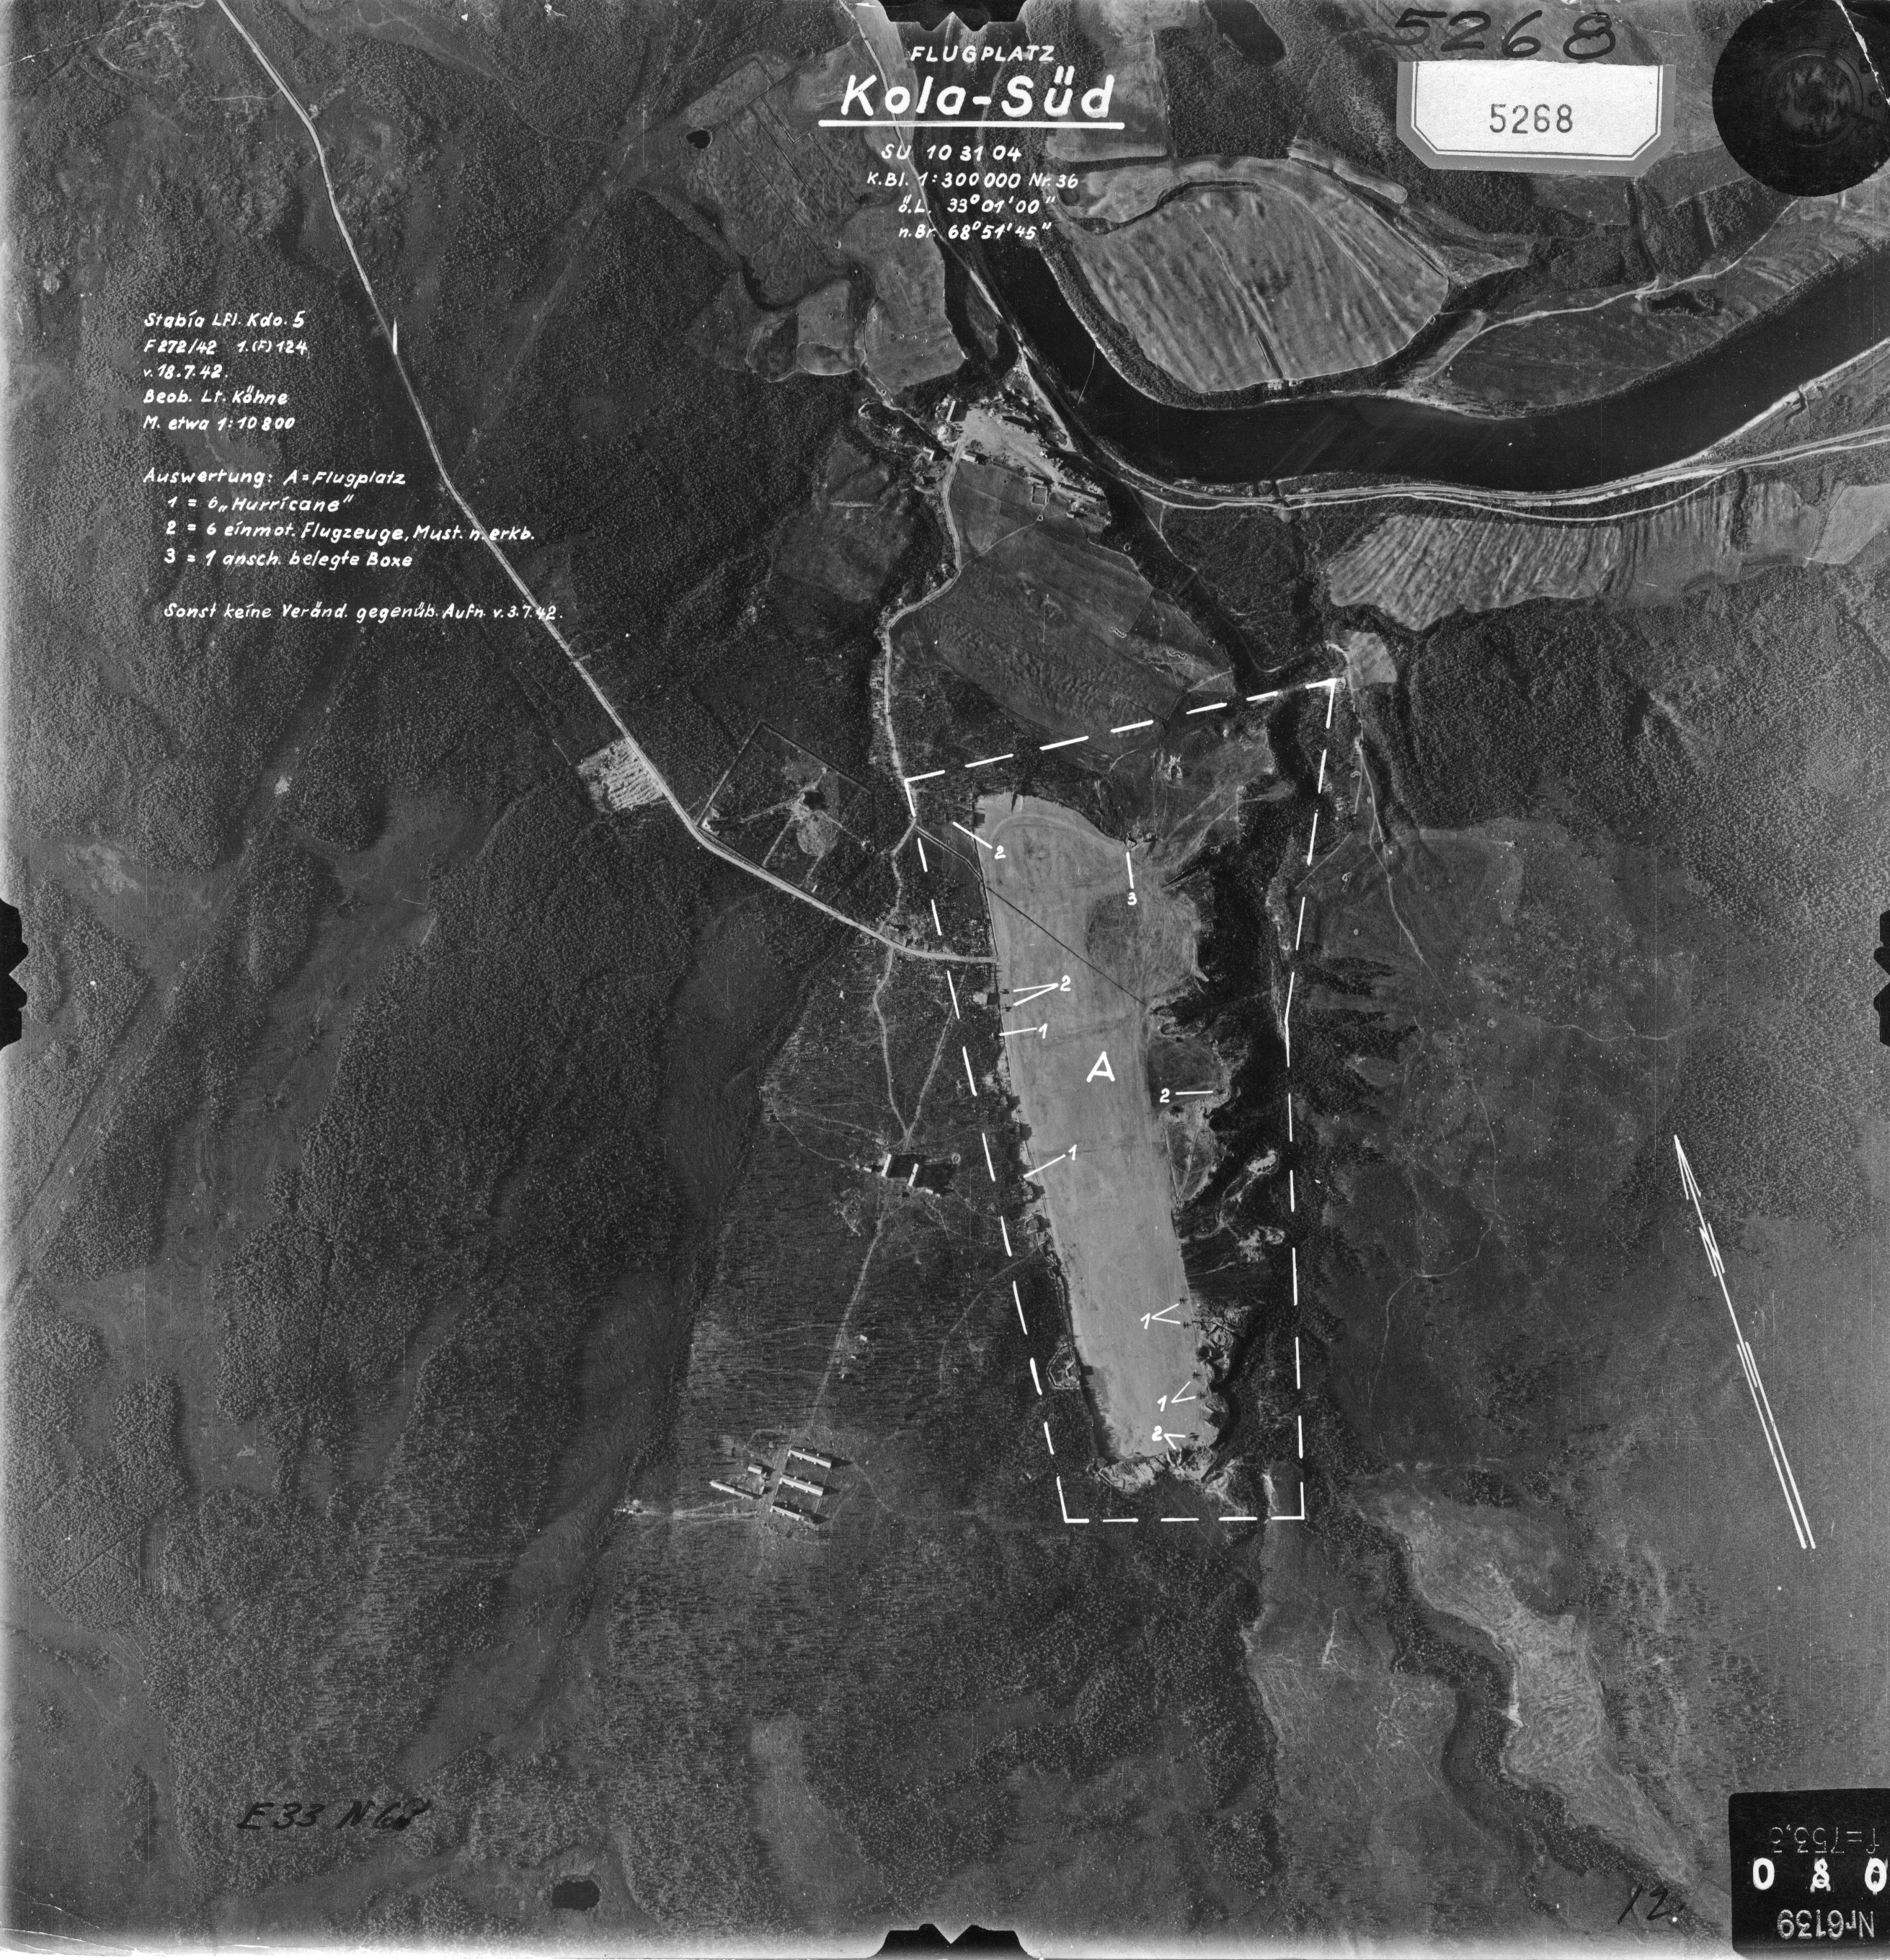 5268
5268
FLUGPLATZ
Kola-Süd
SU 10 31 04
K.Bl. 1:300 000 Nr. 36
ö.L. 33° 01' 00"
n.Br. 68° 51' 45"
Stabia Lfl. Kdo. 5
F 272/42 1.(F) 124
v. 18.7.42.
Beob. Lt. Köhne
M. etwa 1:10 800
Auswertung: A = Flugplatz
1 = 6 „Hurricane"
2 = 6 einmot. Flugzeuge, Must. n. erkb.
3 = 1 ansch. belegte Boxe
Sonst keine Veränd. gegenüb. Aufn. v. 3.7.42.
2
3
2
1
A
2
1
1
1
2
N
E 33 N 68
12.
f=753,3
0 8 0
Nr 6139